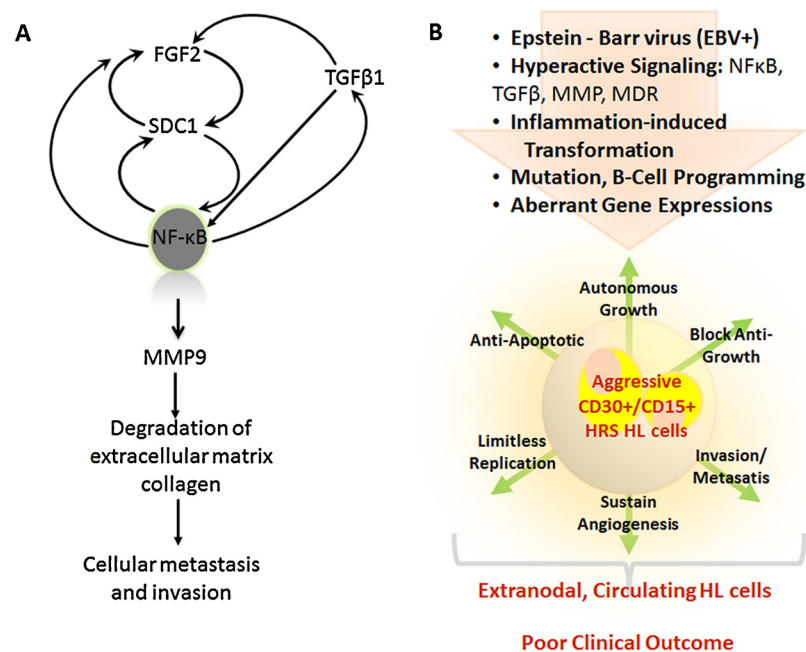 A
FGF2
TGFβ1
SDC1
NF-κB
MMP9
Degradation of
extracellular matrix
collagen
Cellular metastasis
and invasion
B
• Epstein - Barr virus (EBV+)
• Hyperactive Signaling: NFκB,
TGFβ, MMP, MDR
• Inflammation-induced
Transformation
• Mutation, B-Cell Programming
• Aberrant Gene Expressions
Autonomous
Growth
Anti-Apoptotic
Block Anti-
Growth
Aggressive
CD30+/CD15+
HRS HL cells
Limitless
Replication
Invasion/
Metasatis
Sustain
Angiogenesis
Extranodal, Circulating HL cells
Poor Clinical Outcome